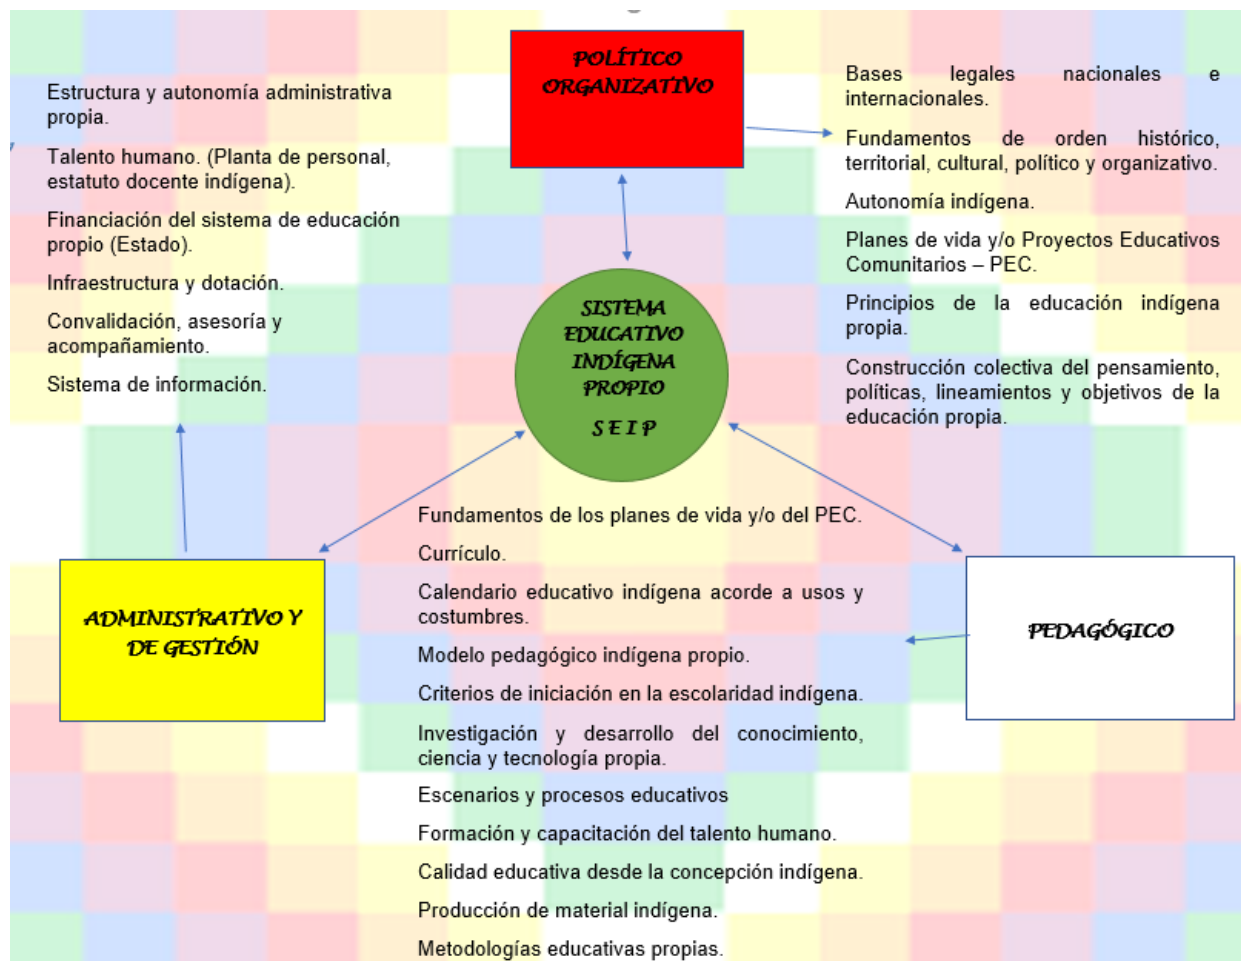 POLÍTICO
ORGANIZATIVO
Estructura y autonomía administrativa
propia.
Talento humano. (Planta de personal,
estatuto docente indígena).
Financiación del sistema de educación
propio (Estado).
Infraestructura y dotación.
Convalidación, asesoría y
acompañamiento.
Sistema de información.
Bases legales nacionales e
internacionales.
Fundamentos de orden histórico,
territorial, cultural, político y organizativo.
Autonomía indígena.
Planes de vida y/o Proyectos Educativos
Comunitarios – PEC.
Principios de la educación indígena
propia.
Construcción colectiva del pensamiento,
políticas, lineamientos y objetivos de la
educación propia.
SISTEMA
EDUCATIVO
INDÍGENA
PROPIO
S E I P
ADMINISTRATIVO Y
DE GESTIÓN
Fundamentos de los planes de vida y/o del PEC.
Currículo.
Calendario educativo indígena acorde a usos y
costumbres.
Modelo pedagógico indígena propio.
Criterios de iniciación en la escolaridad indígena.
Investigación y desarrollo del conocimiento,
ciencia y tecnología propia.
Escenarios y procesos educativos
Formación y capacitación del talento humano.
Calidad educativa desde la concepción indígena.
Producción de material indígena.
Metodologías educativas propias.
PEDAGÓGICO